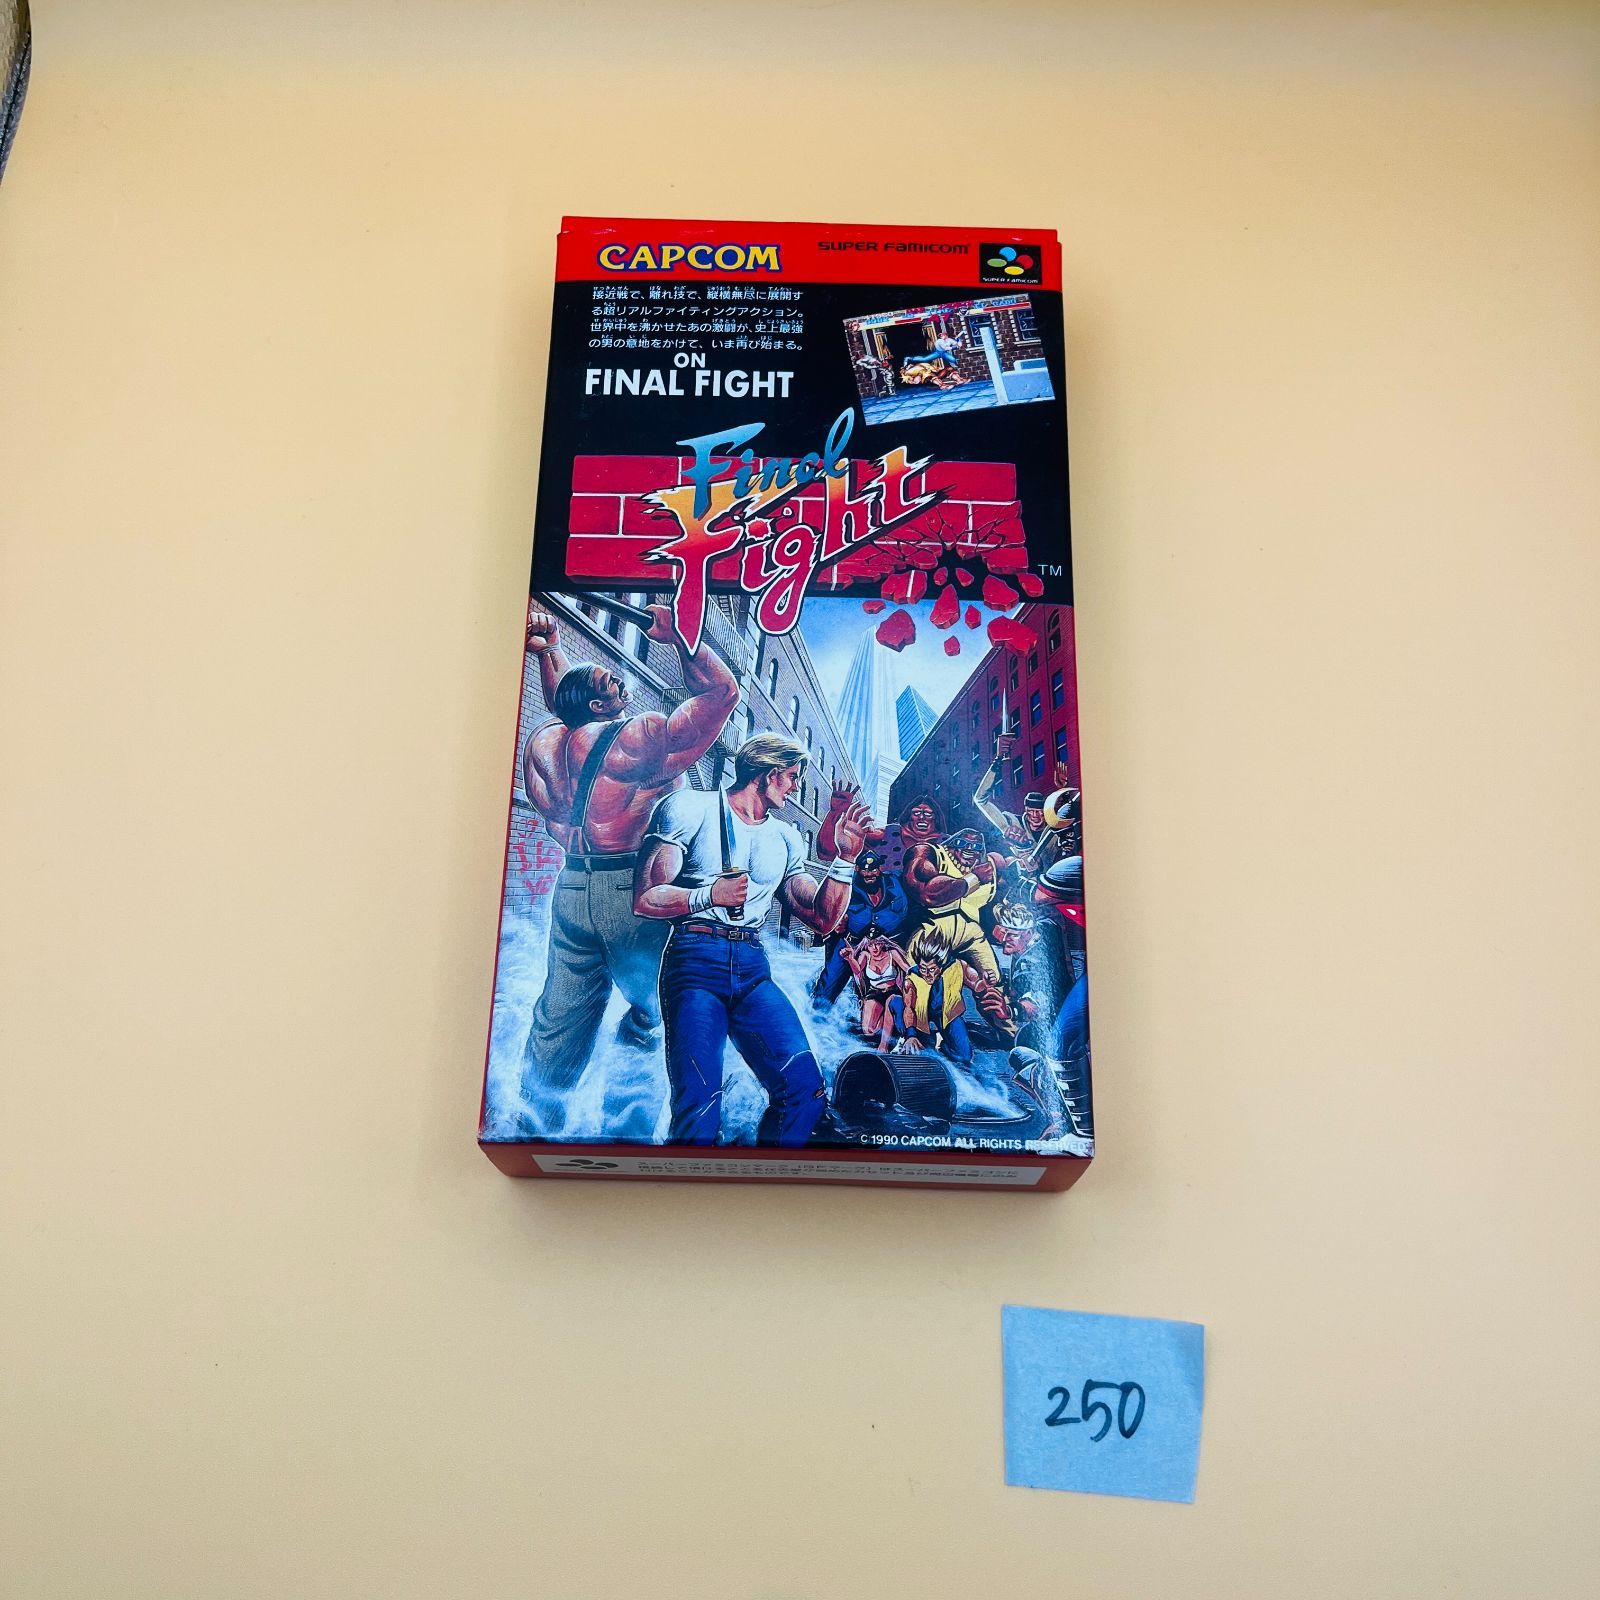 CAPCOM
SUPER FAMICOM
SUPER FAMICOM
接近戦で、離れ技で、縦横無尽に展開す
る超リアルファイティングアクション。
世界中を沸かせたあの激闘が、史上最強
の男の意地をかけて、いま再び始まる。
ON
FINAL FIGHT
Final
Fight
TM
© 1990 CAPCOM ALL RIGHTS RESERVED
250